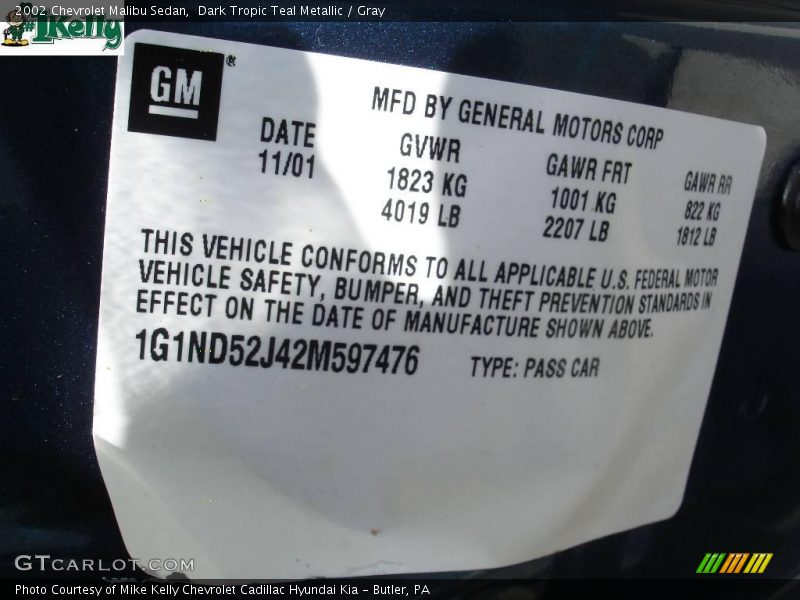 2002 Chevrolet Malibu Sedan, Dark Tropic Teal Metallic / Gray
#1Kelly
GM®
MFD BY GENERAL MOTORS CORP
DATE GVWR GAWR FRT GAWR RR
11/01 1823 KG 1001 KG 822 KG
4019 LB 2207 LB 1812 LB
THIS VEHICLE CONFORMS TO ALL APPLICABLE U.S. FEDERAL MOTOR
VEHICLE SAFETY, BUMPER, AND THEFT PREVENTION STANDARDS IN
EFFECT ON THE DATE OF MANUFACTURE SHOWN ABOVE.
1G1ND52J42M597476 TYPE: PASS CAR
GTCARLOT.COM
Photo Courtesy of Mike Kelly Chevrolet Cadillac Hyundai Kia - Butler, PA